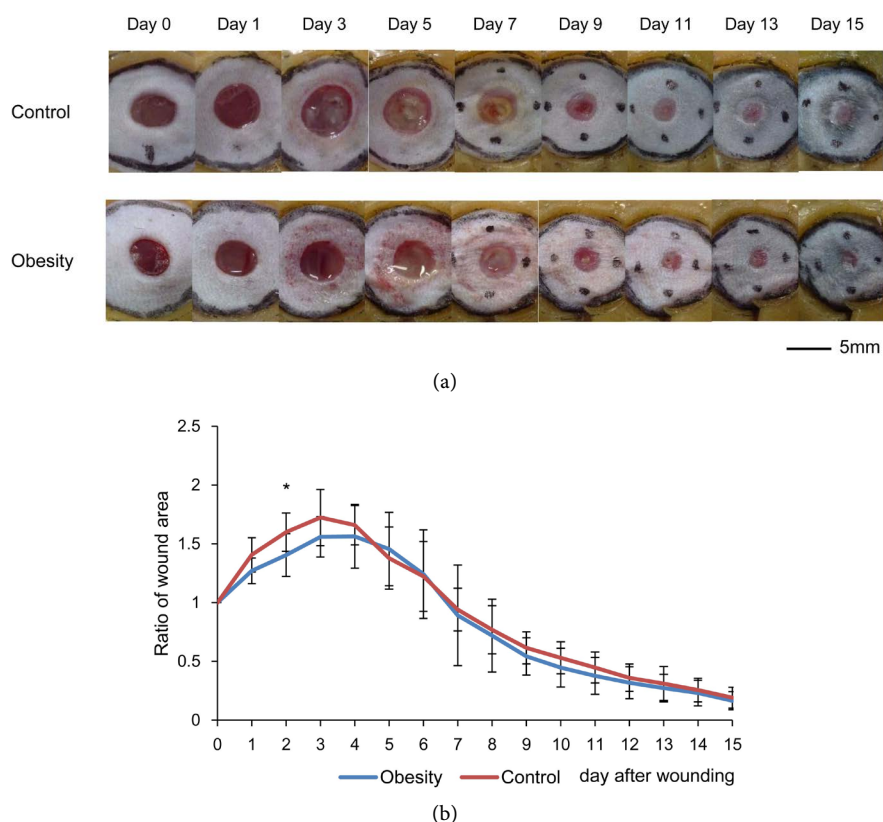 Day 0 Day 1 Day 3 Day 5 Day 7 Day 9 Day 11 Day 13 Day 15
Control
Obesity
5mm
(a)
2.5
2
1.5
1
0.5
0
Ratio of wound area
*
0 1 2 3 4 5 6 7 8 9 10 11 12 13 14 15
Obesity Control day after wounding
(b)